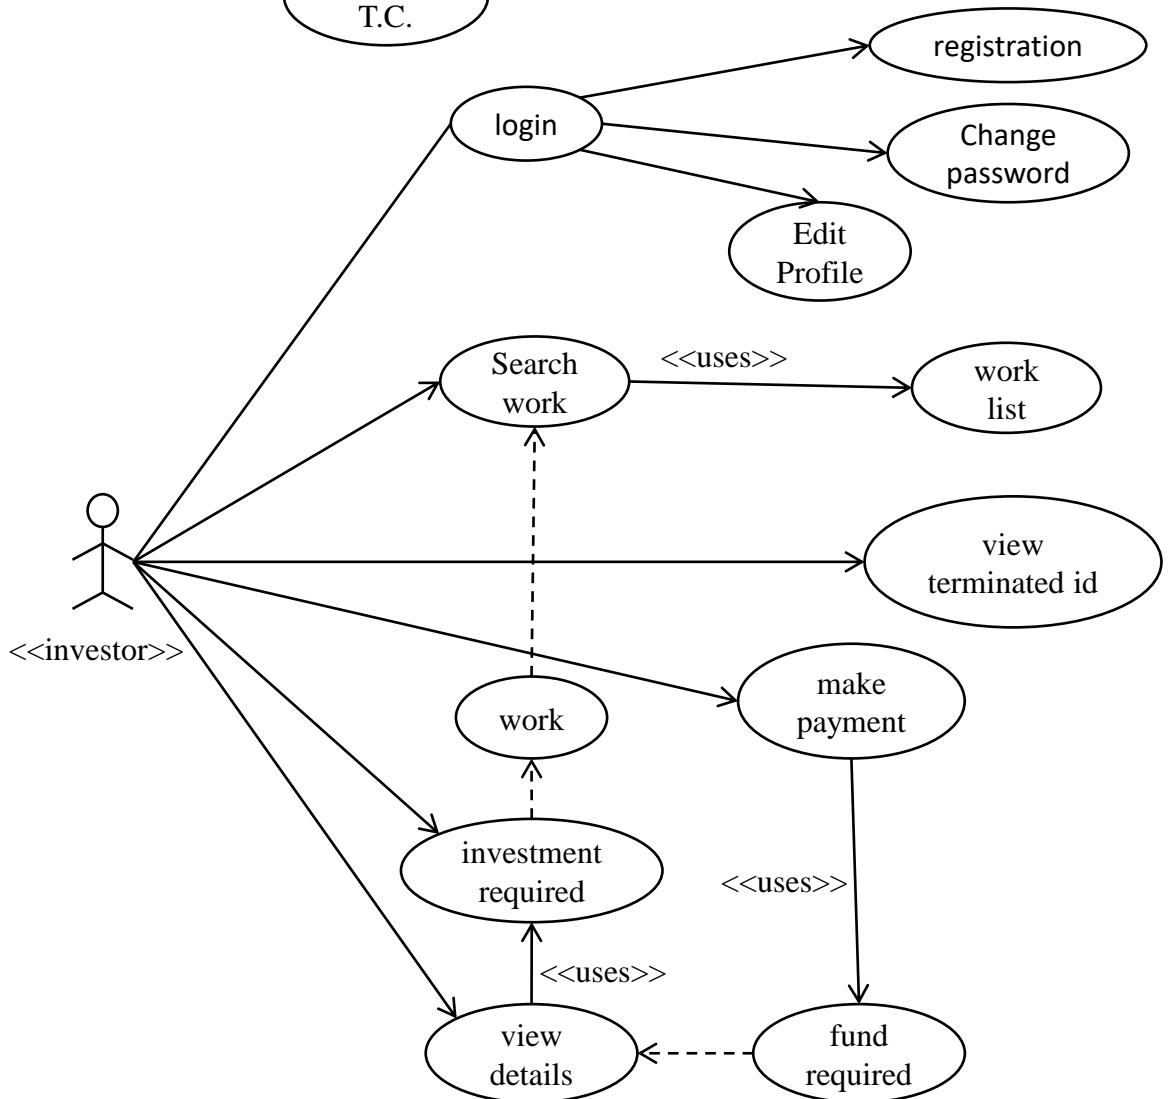 T.C.
registration
login
Change
password
Edit
Profile
Search
work
<<uses>>
work
list
view
terminated id
<<investor>>
make
payment
work
investment
required
<<uses>>
<<uses>>
view
details
fund
required